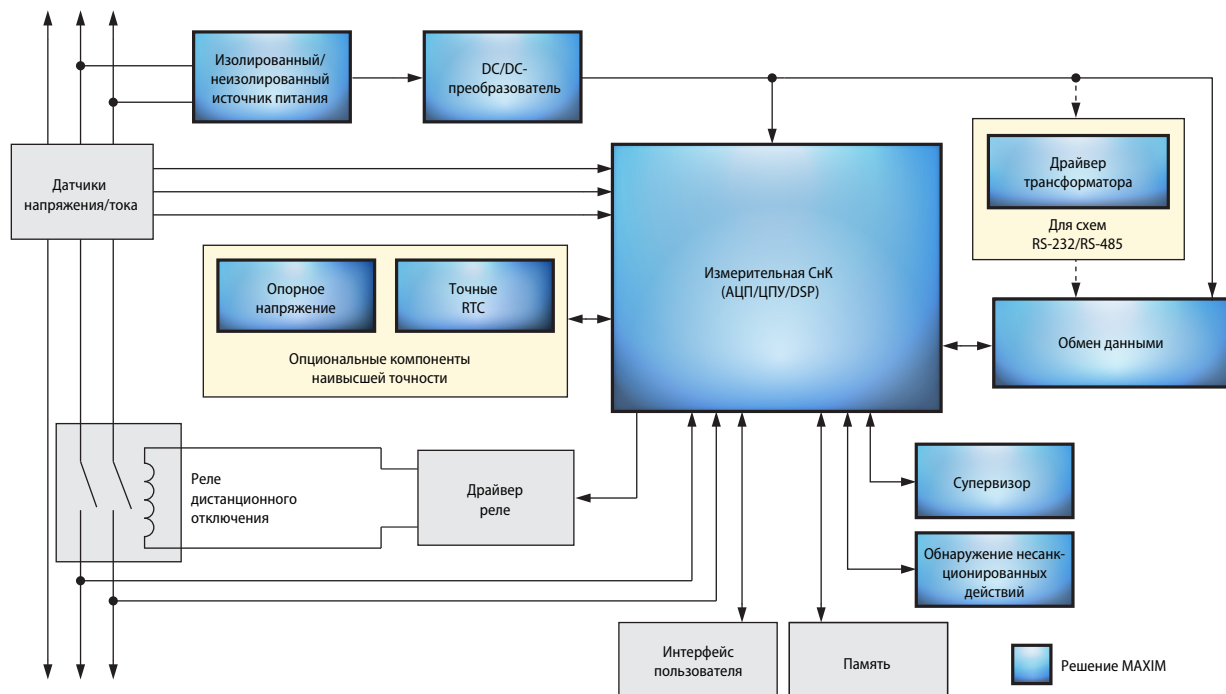 Изолированный/
неизолированный
источник питания
DC/DC-
преобразователь
Датчики
напряжения/тока
Драйвер
трансформатора
Для схем
RS-232/RS-485
Измерительная СнК
(АЦП/ЦПУ/DSP)
Опорное
напряжение
Точные
RTC
Опциональные компоненты
наивысшей точности
Обмен данными
Реле
дистанционного
отключения
Драйвер
реле
Супервизор
Обнаружение несанк-
ционированных
действий
Интерфейс
пользователя
Память
Решение MAXIM